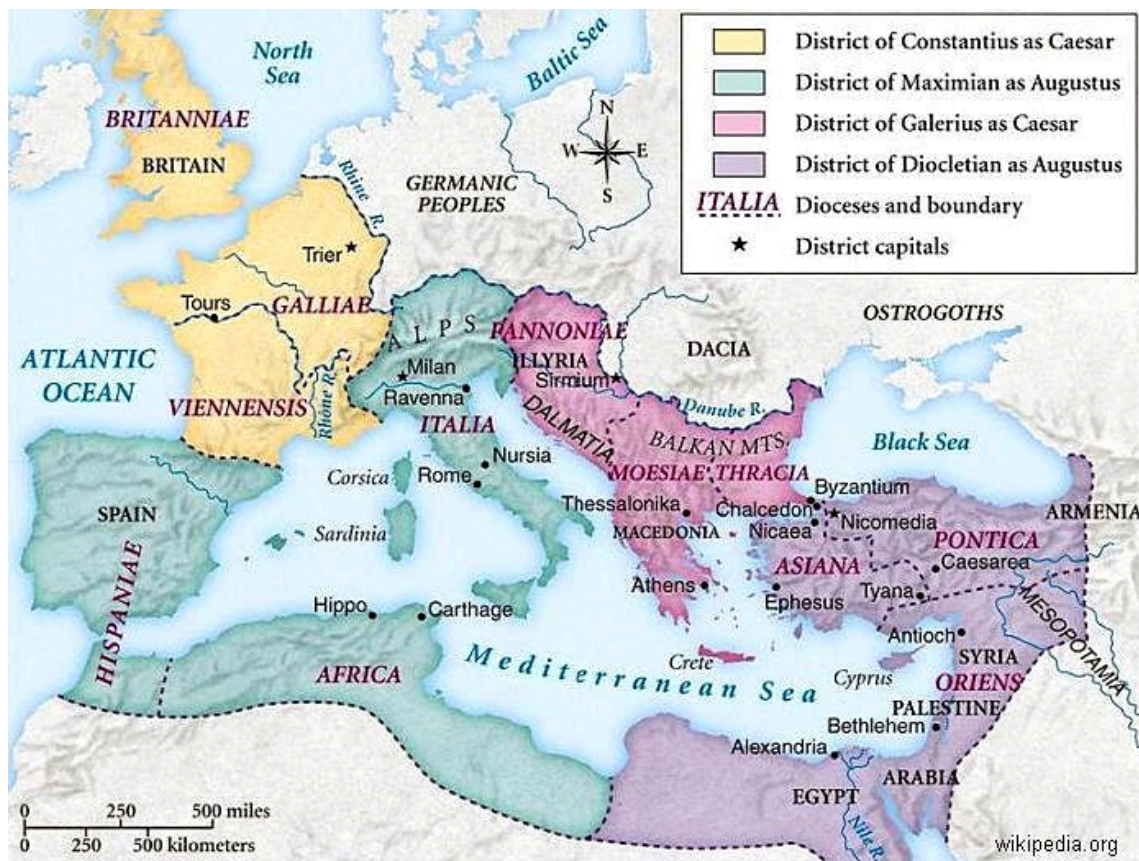 District of Constantius as Caesar
District of Maximian as Augustus
District of Galerius as Caesar
District of Diocletian as Augustus
ITALIA Dioceses and boundary
District capitals
North
Sea
Baltic Sea
N
W E
S
BRITANNIAE
BRITAIN
GERMANIC
PEOPLES
Rhine R.
Trier
Tours
GALLIAE
ATLANTIC
OCEAN
VIENNENSIS
Rhône R.
ALPS
Milan
Ravenna
ITALIA
PANNONIAE
ILLYRIA
Sirmium
DACIA
OSTROGOTHS
DALMATIA
Danube R.
BALKAN MTS.
Black Sea
MOESIAE THRACIA
Corsica
Rome
Nursia
SPAIN
Sardinia
HISPANIAE
Thessalonika
MACEDONIA
Byzantium
Chalcedon
Nicaea
Nicomedia
ARMENIA
PONTICA
Caesarea
ASIANA
Athens
Ephesus
Tyana
MESOPOTAMIA
Hippo
Carthage
Antioch
SYRIA
AFRICA
Mediterranean Sea
Crete
Cyprus
ORIENS
PALESTINE
Bethlehem
Alexandria
ARABIA
EGYPT
Nile R.
0 250 500 miles
0 250 500 kilometers
wikipedia.org